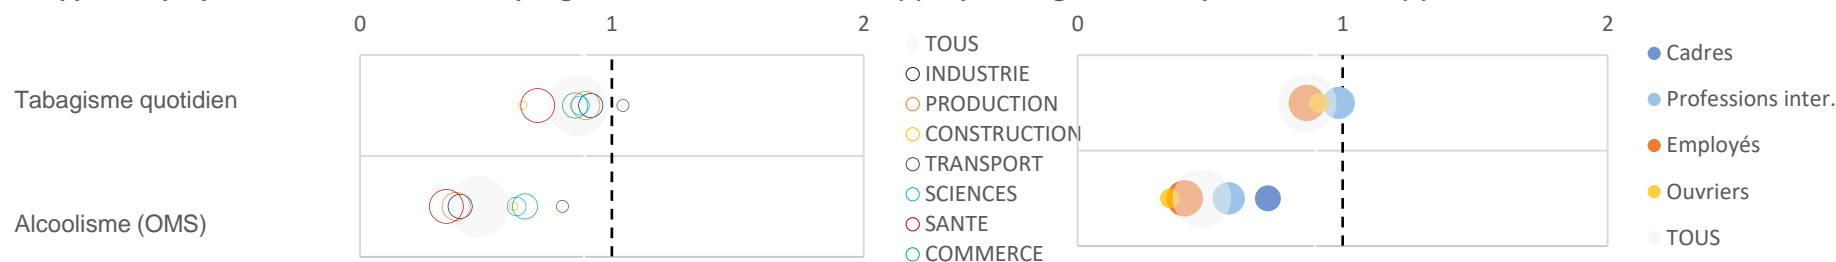 0 1 2
0 1 2
Tabagisme quotidien
Alcoolisme (OMS)
TOUS
INDUSTRIE
PRODUCTION
CONSTRUCTION
TRANSPORT
SCIENCES
SANTE
COMMERCE
Cadres
Professions inter.
Employés
Ouvriers
TOUS